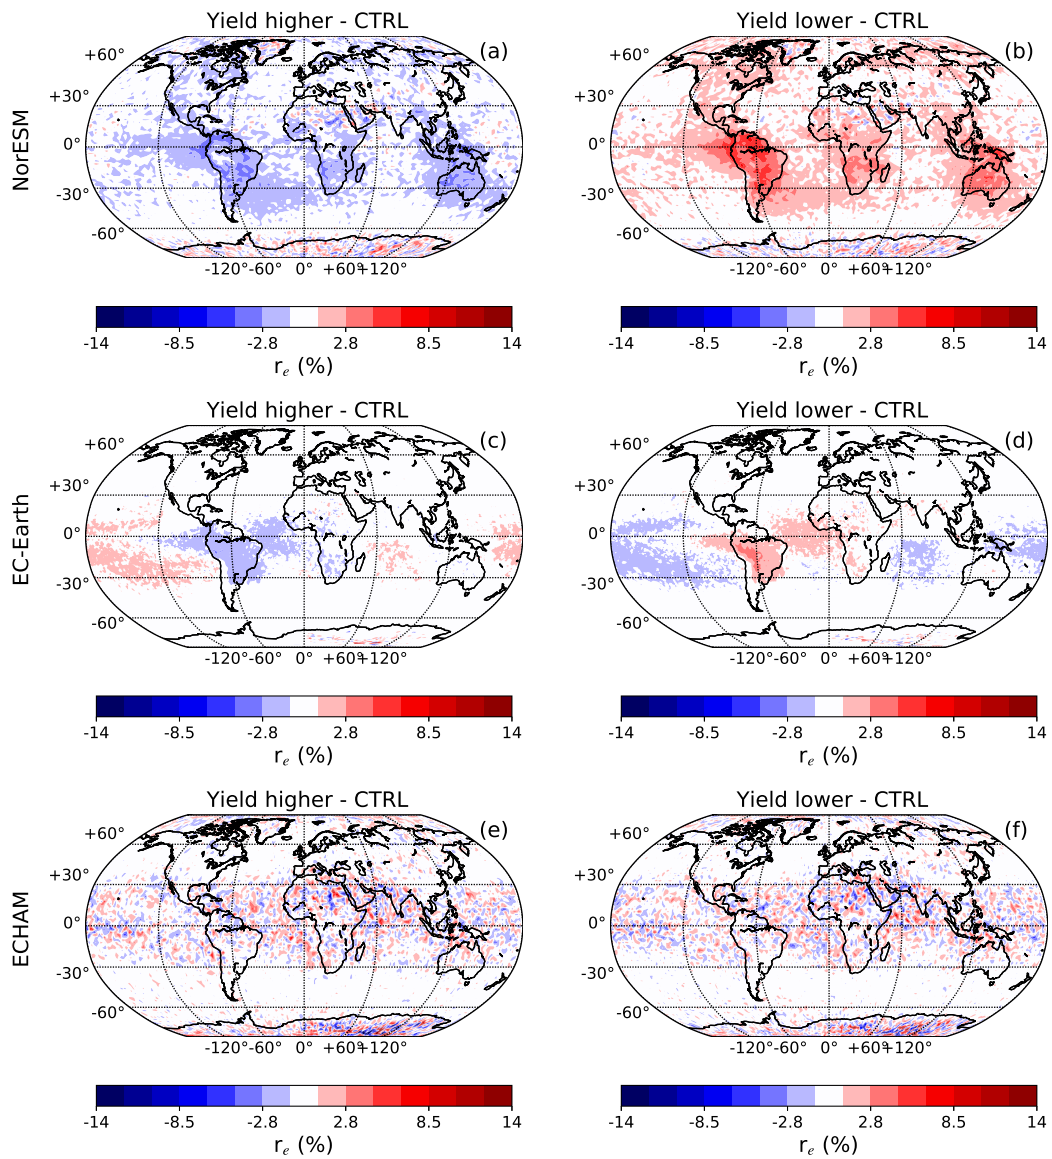 Yield higher - CTRL
Yield lower - CTRL
(a)
(b)
NorESM
+60°
+30°
0°
-30°
-60°
-120° -60° 0° +60° +120°
+60°
+30°
0°
-30°
-60°
-120° -60° 0° +60° +120°
-14 -8.5 -2.8 2.8 8.5 14
rₑ (%)
-14 -8.5 -2.8 2.8 8.5 14
rₑ (%)
Yield higher - CTRL
Yield lower - CTRL
(c)
(d)
EC-Earth
+60°
+30°
0°
-30°
-60°
-120° -60° 0° +60° +120°
+60°
+30°
0°
-30°
-60°
-120° -60° 0° +60° +120°
-14 -8.5 -2.8 2.8 8.5 14
rₑ (%)
-14 -8.5 -2.8 2.8 8.5 14
rₑ (%)
Yield higher - CTRL
Yield lower - CTRL
(e)
(f)
ECHAM
+60°
+30°
0°
-30°
-60°
-120° -60° 0° +60° +120°
+60°
+30°
0°
-30°
-60°
-120° -60° 0° +60° +120°
-14 -8.5 -2.8 2.8 8.5 14
rₑ (%)
-14 -8.5 -2.8 2.8 8.5 14
rₑ (%)